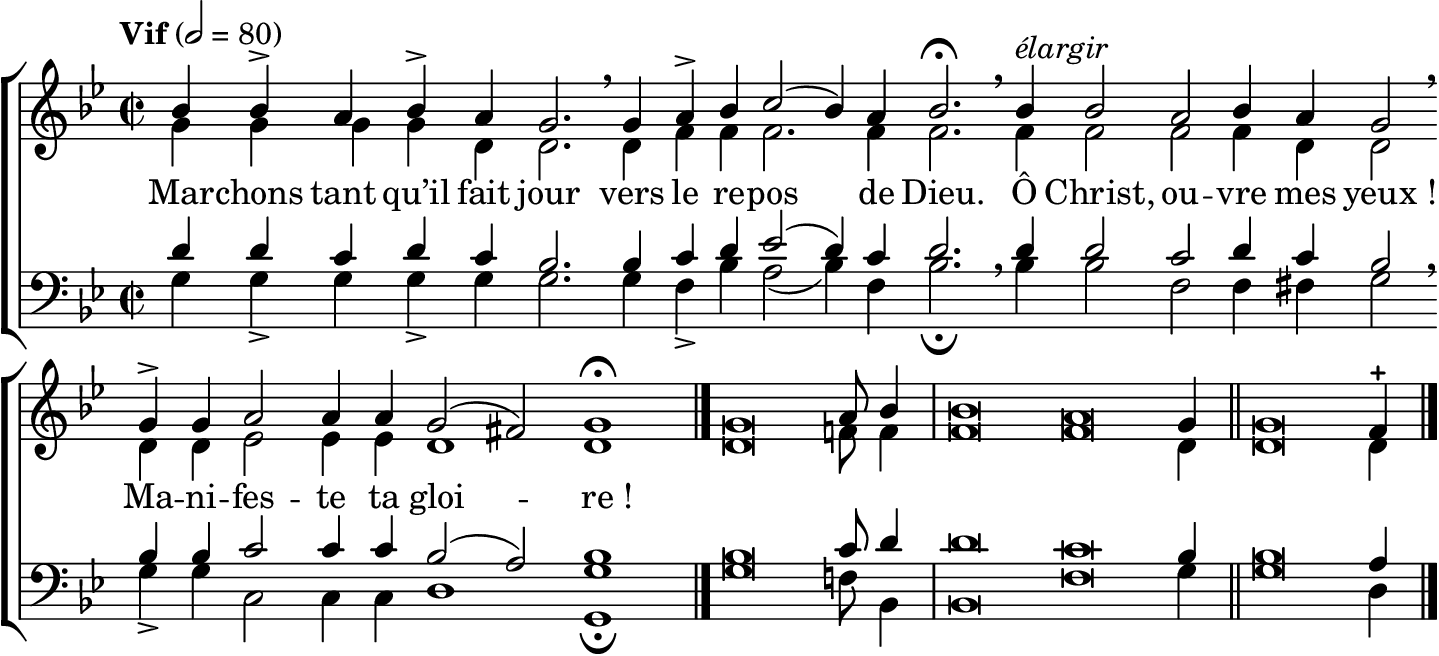 Vif (𝅗𝅥 = 80)
élargir
Marchons tant qu’il fait jour vers le repos de Dieu. Ô Christ, ou -- vre mes yeux !
Ma -- ni -- fes -- te ta gloi -- re !